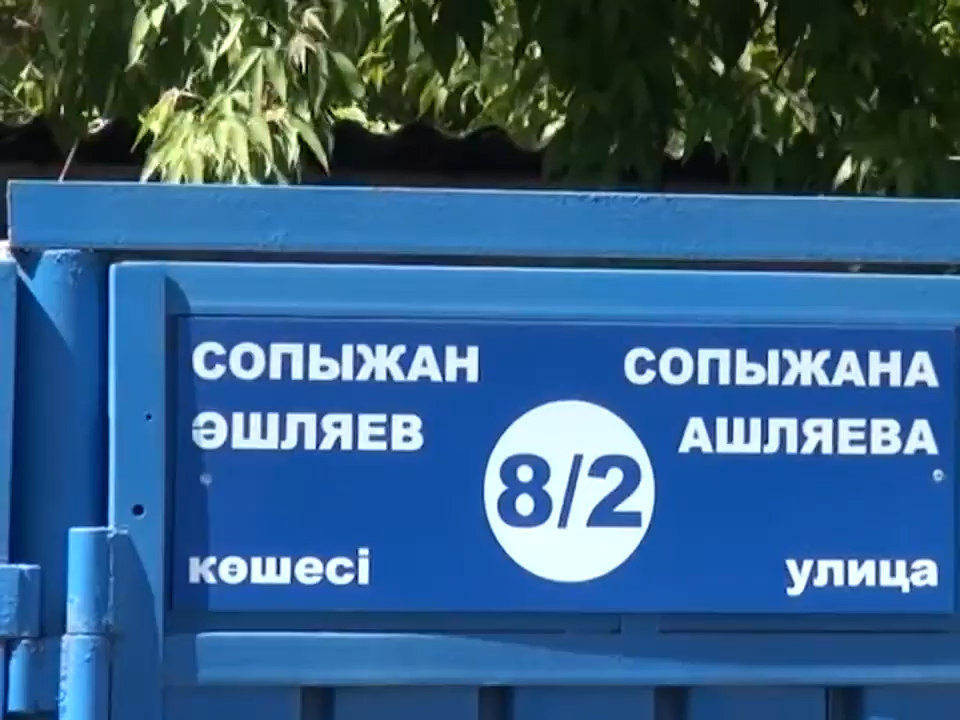 СОПЫЖАН
ӘШЛЯЕВ
көшесі
8/2
СОПЫЖАНА
АШЛЯЕВА
улица